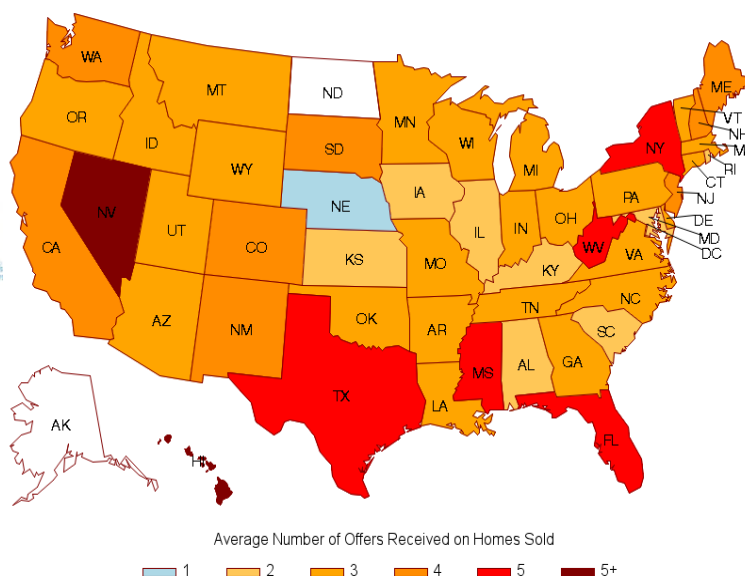 WA
MT
ND
OR
ID
WY
SD
MN
WI
MI
NV
UT
CO
NE
KS
IA
IL
IN
OH
PA
NY
ME
VT
NH
M
RI
CT
NJ
DE
MD
DC
CA
AZ
NM
OK
MO
AR
KY
WV
VA
TN
NC
SC
TX
LA
MS
AL
GA
FL
AK
Average Number of Offers Received on Homes Sold
1 2 3 4 5 5+